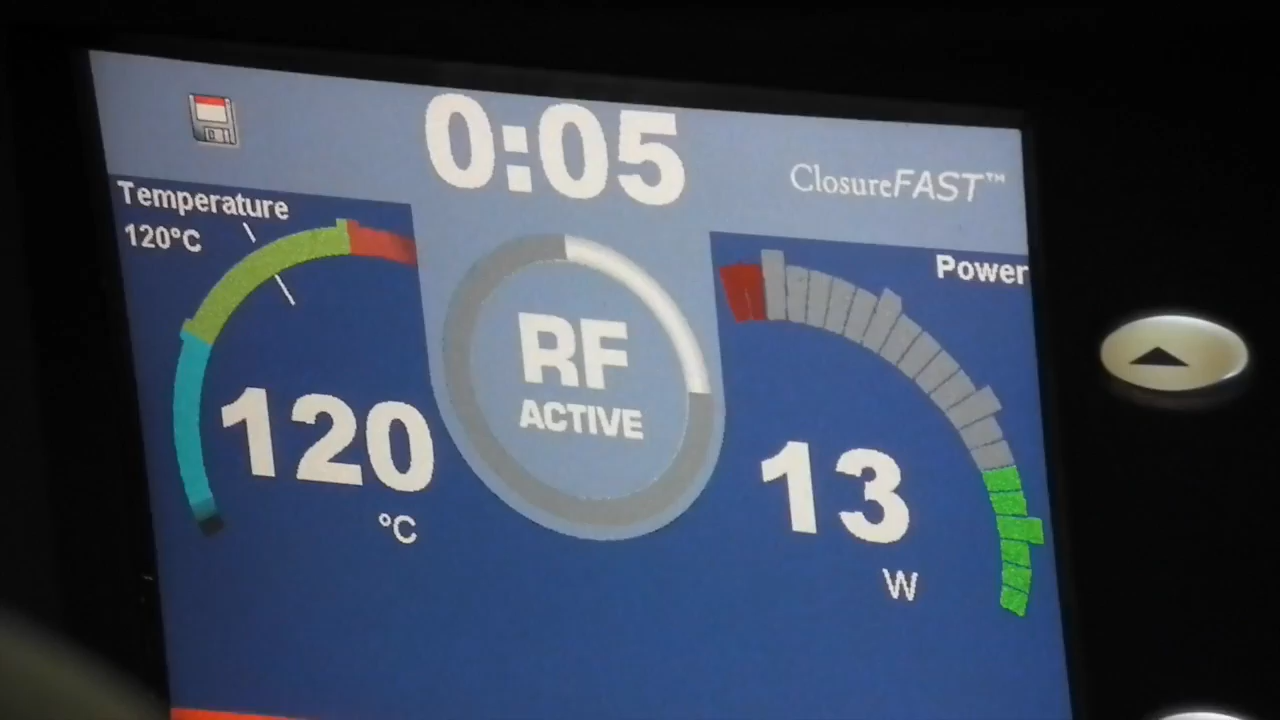 0:05
ClosureFAST™
Temperature
120°C
Power
RF
ACTIVE
120
°C
13
W